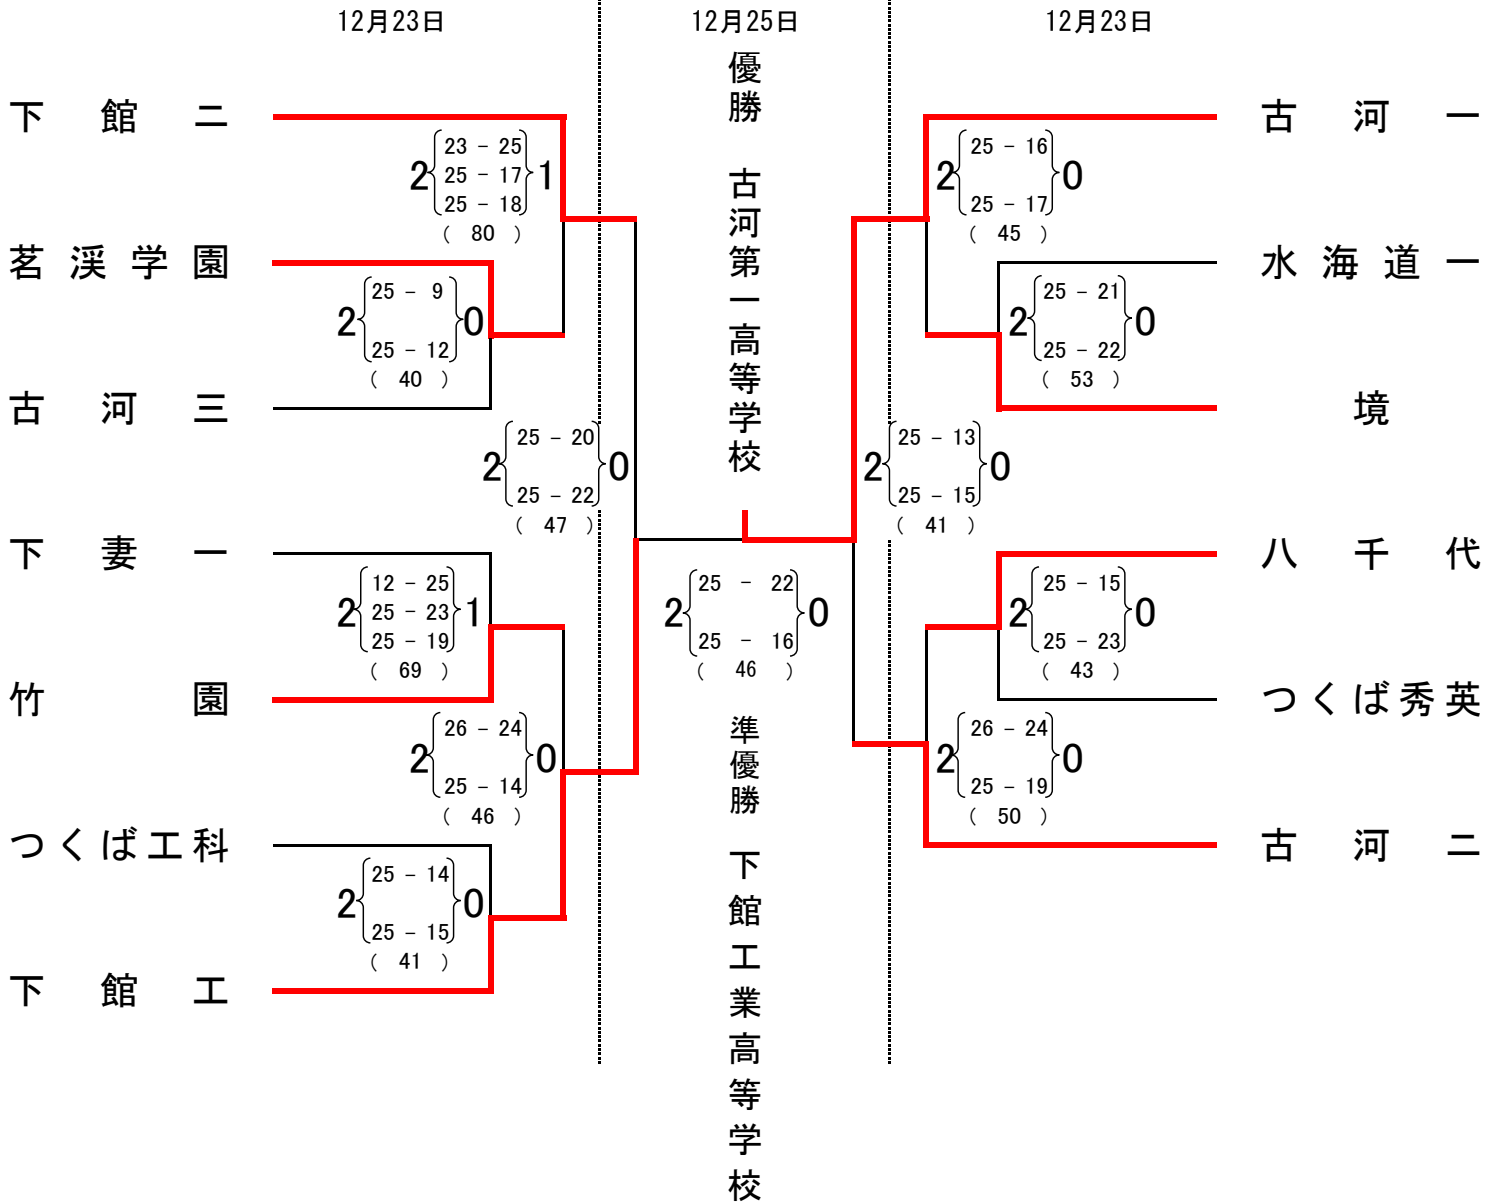 12月23日
12月25日
12月23日
優勝 古河第一高等学校
下館二
23 - 25
2 25 - 17 1
25 - 18
( 80 )
茗溪学園
25 - 9
2 0
25 - 12
( 40 )
古河三
25 - 20
2 0
25 - 22
( 47 )
下妻一
12 - 25
2 25 - 23 1
25 - 19
( 69 )
竹園
26 - 24
2 0
25 - 14
( 46 )
つくば工科
25 - 14
2 0
25 - 15
( 41 )
下館工
25 - 22
2 0
25 - 16
( 46 )
準優勝 下館工業高等学校
古河一
25 - 16
2 0
25 - 17
( 45 )
水海道一
25 - 21
2 0
25 - 22
( 53 )
境
25 - 13
2 0
25 - 15
( 41 )
八千代
25 - 15
2 0
25 - 23
( 43 )
つくば秀英
26 - 24
2 0
25 - 19
( 50 )
古河二